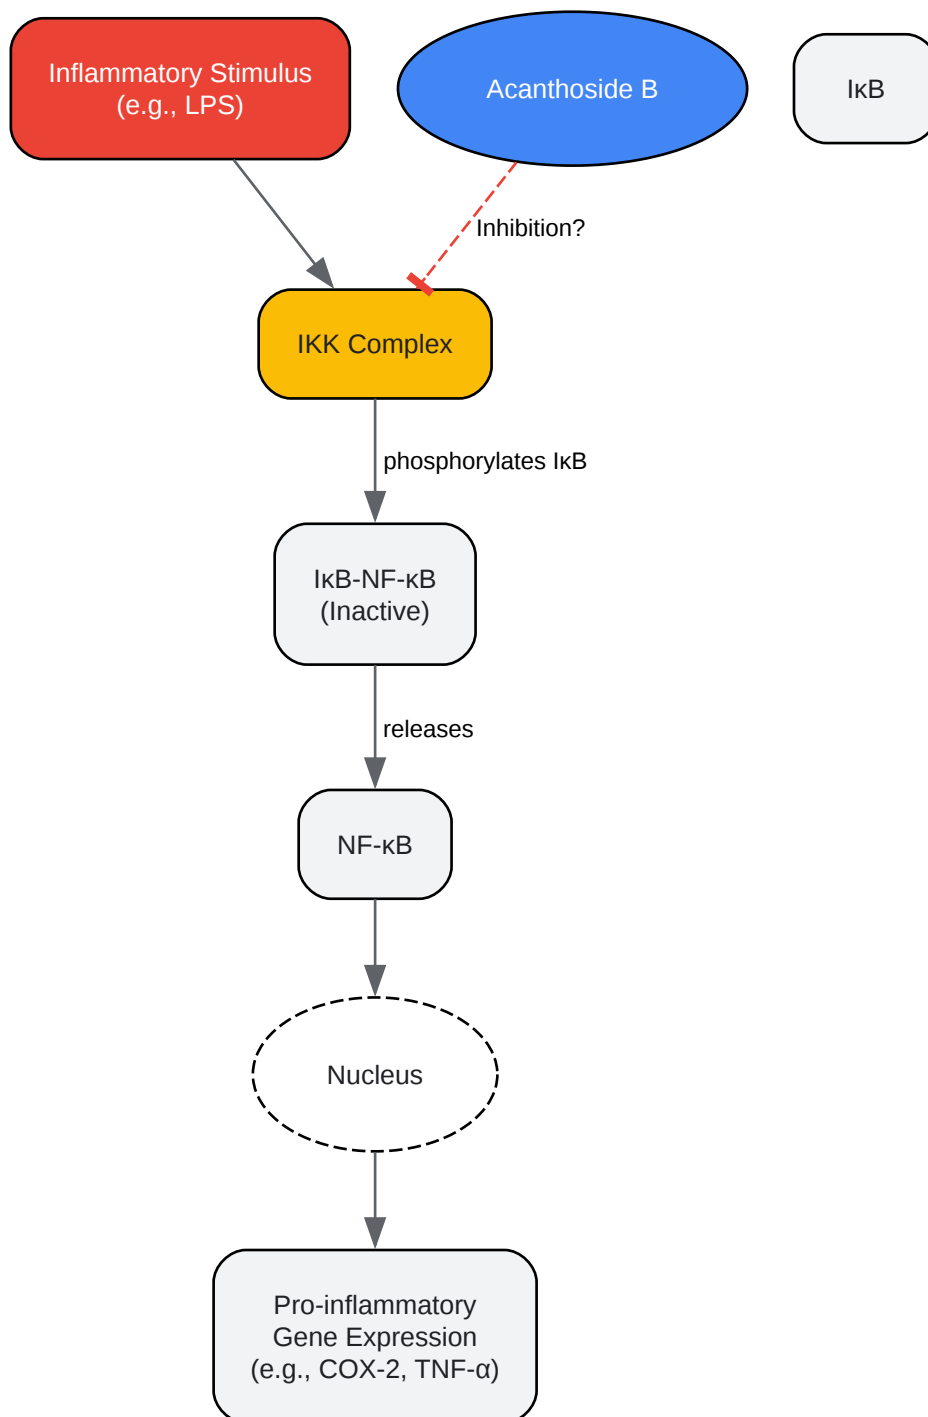 Inflammatory Stimulus
(e.g., LPS)
Acanthoside B
IκB
Inhibition?
IKK Complex
phosphorylates IκB
IκB-NF-κB
(Inactive)
releases
NF-κB
Nucleus
Pro-inflammatory
Gene Expression
(e.g., COX-2, TNF-α)